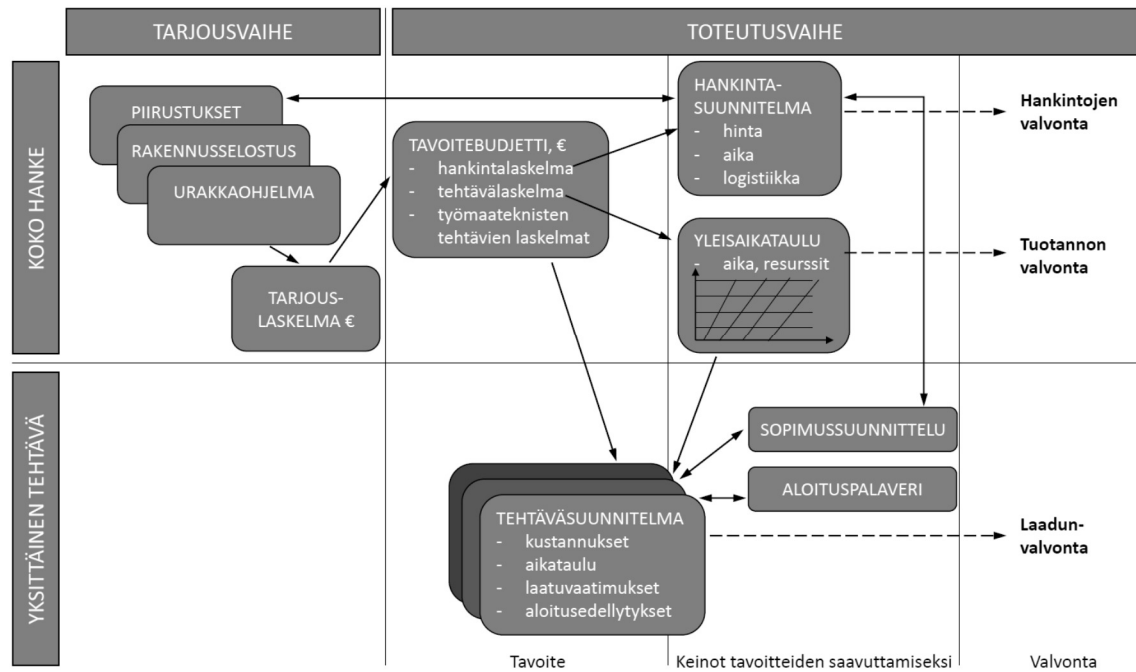 TARJOUSVAIHE
TOTEUTUSVAIHE
KOKO HANKE
PIIRUSTUKSET
RAKENNUSSELOSTUS
URAKKAOHJELMA
TARJOUS-
LASKELMA €
TAVOITEBUDJETTI, €
- hankintalaskelma
- tehtävälaskelma
- työmaateknisten
tehtävien laskelmat
HANKINTA-
SUUNNITELMA
- hinta
- aika
- logistiikka
Hankintojen
valvonta
YLEISAIKATAULU
- aika, resurssit
Tuotannon
valvonta
YKSITTÄINEN TEHTÄVÄ
SOPIMUSSUUNNITTELU
ALOITUSPALAVERI
TEHTÄVÄSUUNNITELMA
- kustannukset
- aikataulu
- laatuvaatimukset
- aloitusedellytykset
Laadun-
valvonta
Tavoite
Keinot tavoitteiden saavuttamiseksi
Valvonta